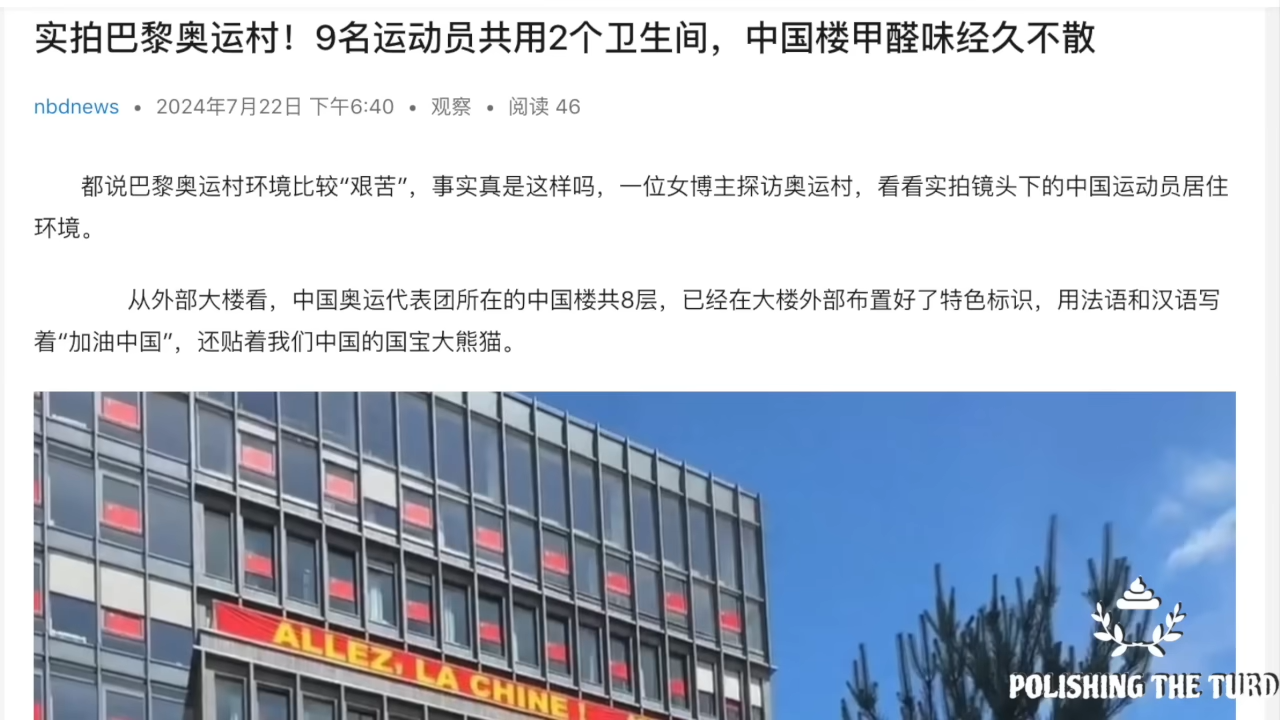 实拍巴黎奥运村！9名运动员共用2个卫生间，中国楼甲醛味经久不散
nbdnews • 2024年7月22日 下午6:40 • 观察 • 阅读 46
都说巴黎奥运村环境比较“艰苦”，事实真是这样吗，一位女博主探访奥运村，看看实拍镜头下的中国运动员居住
环境。
从外部大楼看，中国奥运代表团所在的中国楼共8层，已经在大楼外部布置好了特色标识，用法语和汉语写
着“加油中国”，还贴着我们中国的国宝大熊猫。
ALLEZ, LA CHINE !
POLISHING THE TURD